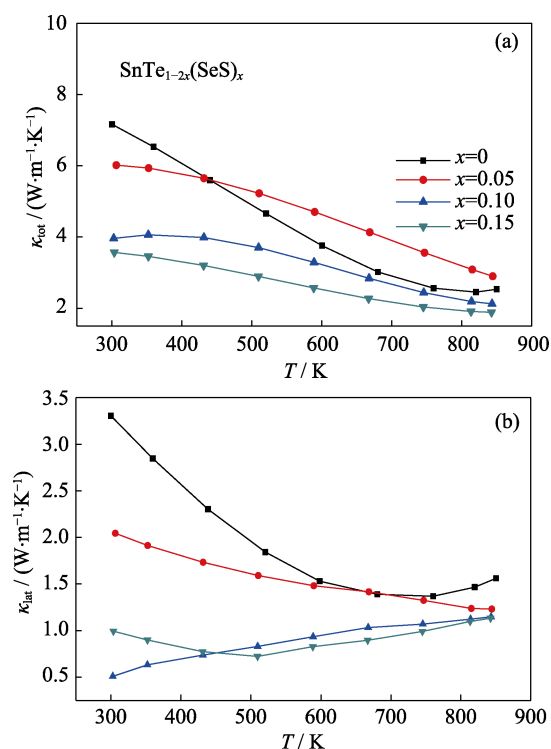 (a)
SnTe₁₋₂ₓ(SeS)ₓ
x=0
x=0.05
x=0.10
x=0.15
10
8
6
4
2
κtot / (W·m⁻¹·K⁻¹)
300 400 500 600 700 800 900
T / K
(b)
3.5
3.0
2.5
2.0
1.5
1.0
0.5
κlat / (W·m⁻¹·K⁻¹)
300 400 500 600 700 800 900
T / K